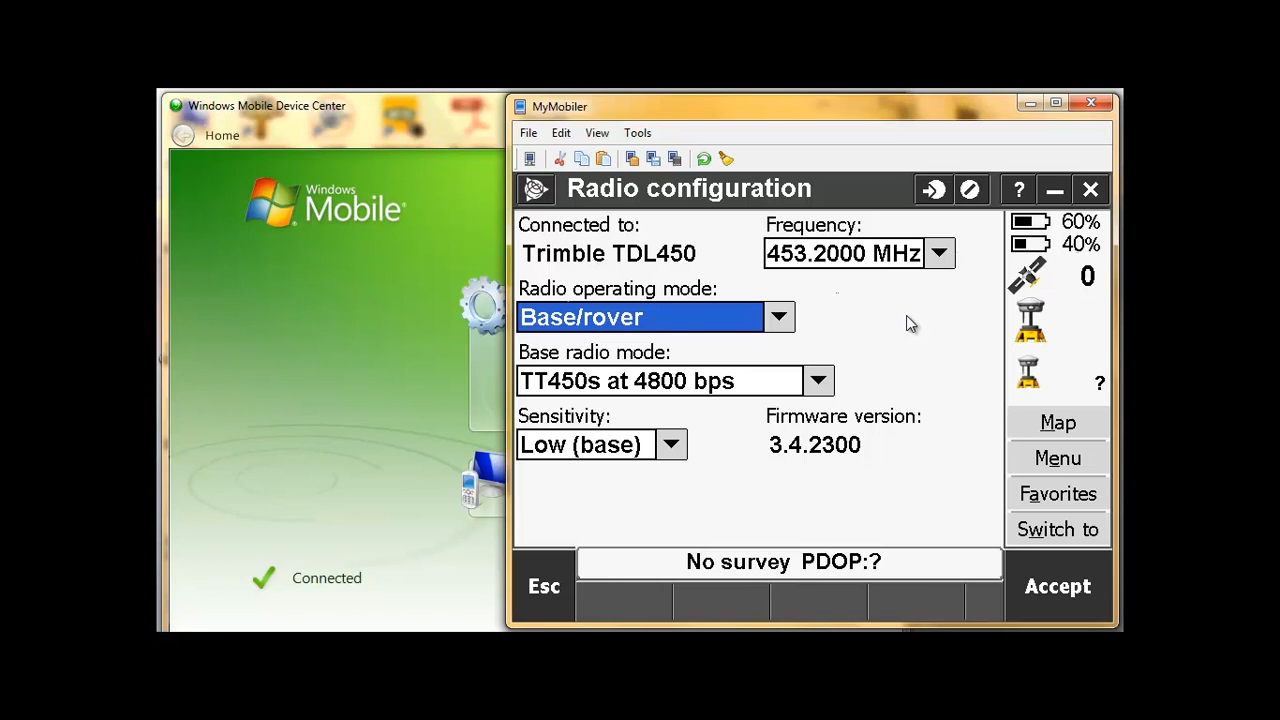 Windows Mobile Device Center
Home
Windows
Mobile
Connected
MyMobiler
File Edit View Tools
Radio configuration
? X
Connected to: Frequency:
Trimble TDL450 453.2000 MHz
Radio operating mode:
Base/rover
Base radio mode:
TT450s at 4800 bps
Sensitivity: Firmware version:
Low (base) 3.4.2300
60%
40%
0
?
Map
Menu
Favorites
Switch to
No survey PDOP:?
Esc
Accept